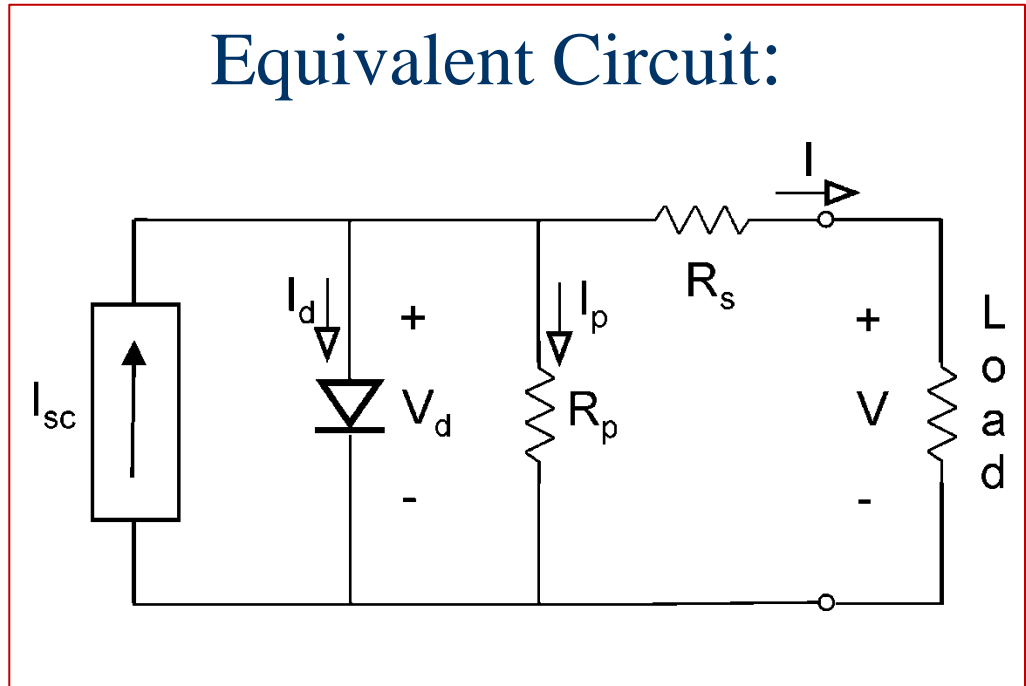 Equivalent Circuit:
I
I_d
+
I_p
R_s
+
L
o
a
d
I_sc
V_d
R_p
V
-
-